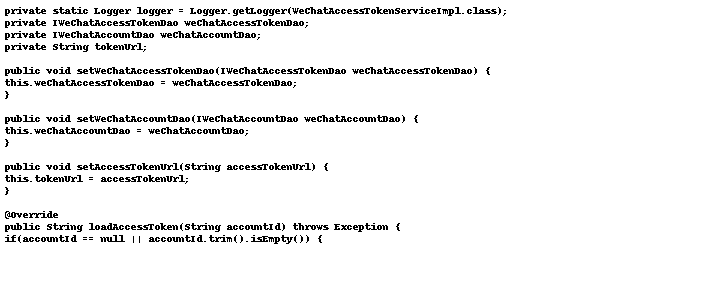 private static Logger logger = Logger.getLogger(WeChatAccessTokenServiceImpl.class);
private IWeChatAccessTokenDao weChatAccessTokenDao;
private IWeChatAccountDao weChatAccountDao;
private String tokenUrl;
public void setWeChatAccessTokenDao(IWeChatAccessTokenDao weChatAccessTokenDao) {
this.weChatAccessTokenDao = weChatAccessTokenDao;
}
public void setWeChatAccountDao(IWeChatAccountDao weChatAccountDao) {
this.weChatAccountDao = weChatAccountDao;
}
public void setAccessTokenUrl(String accessTokenUrl) {
this.tokenUrl = accessTokenUrl;
}
@Override
public String loadAccessToken(String accountId) throws Exception {
if(accountId == null || accountId.trim().isEmpty()) {